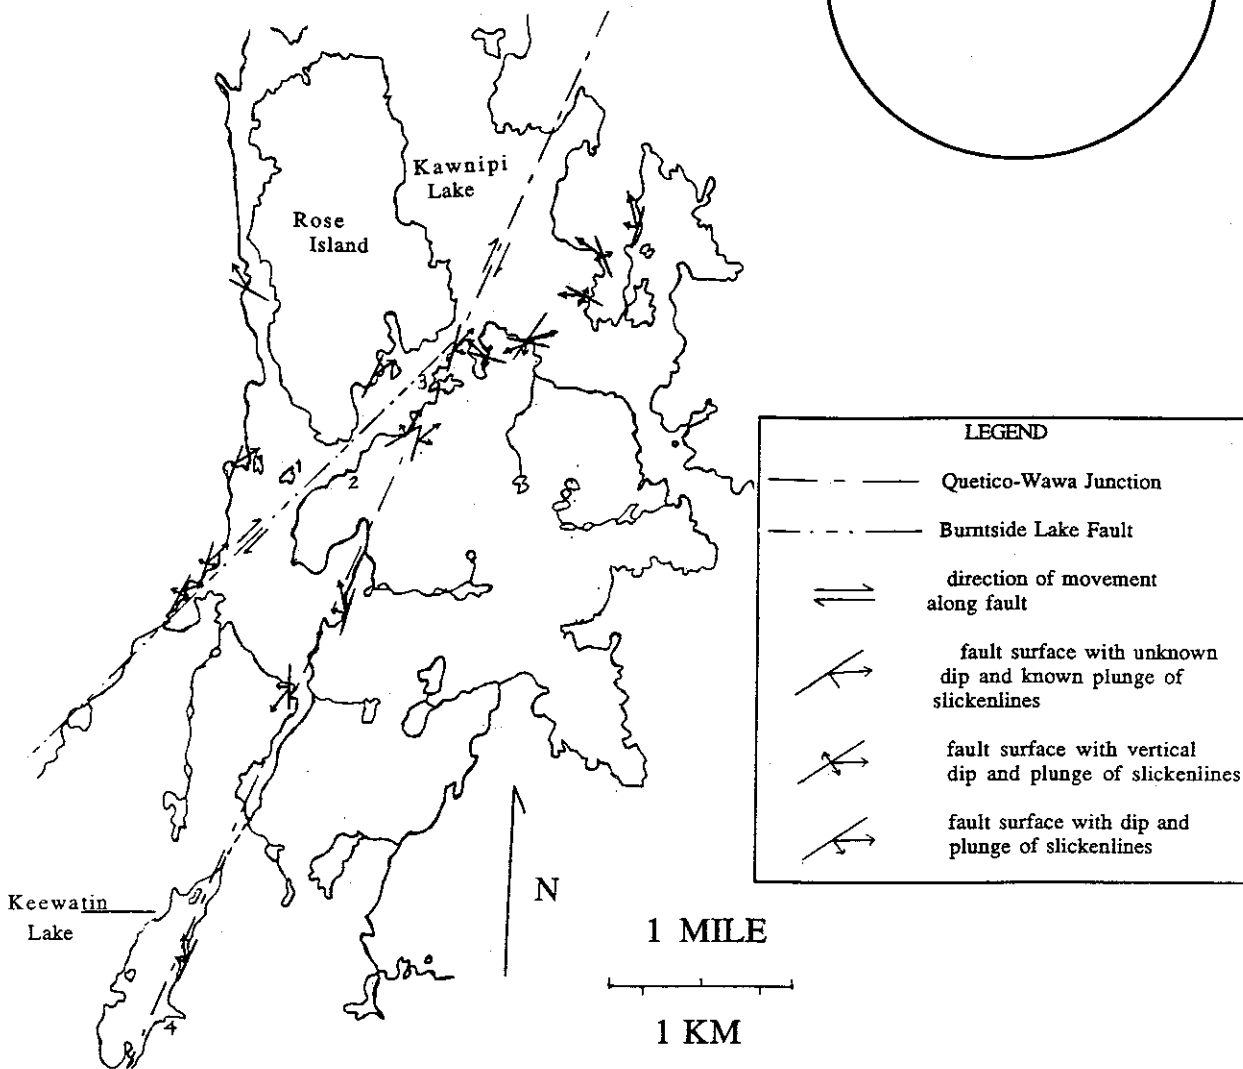 Kawnipi
Lake
Rose
Island
1
2
3
4
Keewatin
Lake
N
1 MILE
1 KM
LEGEND
Quetico-Wawa Junction
Burntside Lake Fault
direction of movement
along fault
fault surface with unknown
dip and known plunge of
slickenlines
fault surface with vertical
dip and plunge of slickenlines
fault surface with dip and
plunge of slickenlines